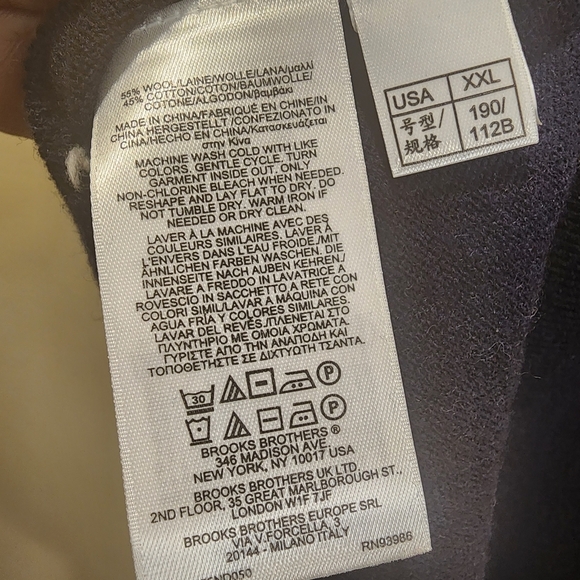 55% WOOL/LAINE/WOLLE/LANA/μαλλί
45% COTTON/COTON/BAUMWOLLE/
COTONE/ALGODON/βαμβάκι
MADE IN CHINA/FABRIQUÉ EN CHINE/IN
CHINA HERGESTELLT/CONFEZIONATO IN
CINA/HECHO EN CHINA/Κατασκευάζεται
στην Κίνα
MACHINE WASH COLD WITH LIKE
COLORS, GENTLE CYCLE, TURN
GARMENT INSIDE OUT. ONLY
NON-CHLORINE BLEACH WHEN NEEDED.
RESHAPE AND LAY FLAT TO DRY. DO
NOT TUMBLE DRY. WARM IRON IF
NEEDED OR DRY CLEAN.
LAVER À LA MACHINE AVEC DES
COULEURS SIMILAIRES. LAVER À
L'ENVERS DANS L'EAU FROIDE./MIT
ÄHNLICHEN FARBEN WASCHEN. DIE
INNENSEITE NACH AUßEN KEHREN./
LAVARE A FREDDO IN LAVATRICE A
ROVESCIO IN SACCHETTO A RETE CON
COLORI SIMILI/LAVAR A MÁQUINA CON
AGUA FRÍA Y COLORES SIMILARES.
LAVAR DEL REVÉS./ΠΛΕΝΕΤΑΙ ΣΤΟ
ΠΛΥΝΤΗΡΙΟ ΜΕ ΟΜΟΙΑ ΧΡΩΜΑΤΑ.
ΓΥΡΙΣΤΕ ΑΠΟ ΤΗΝ ΑΝΑΠΟΔΗ ΚΑΙ
ΤΟΠΟΘΕΤΗΣΤΕ ΣΕ ΔΙΧΤΥΩΤΗ ΤΣΑΝΤΑ.
30 P
P
BROOKS BROTHERS ®
346 MADISON AVE.
NEW YORK, NY 10017 USA
BROOKS BROTHERS UK LTD.
2ND FLOOR, 35 GREAT MARLBOROUGH ST.,
LONDON W1F 7JF
BROOKS BROTHERS EUROPE SRL
VIA V.FORCELLA, 3
20144 - MILANO ITALY
RN93966
USA XXL
号型/规格 190/112B